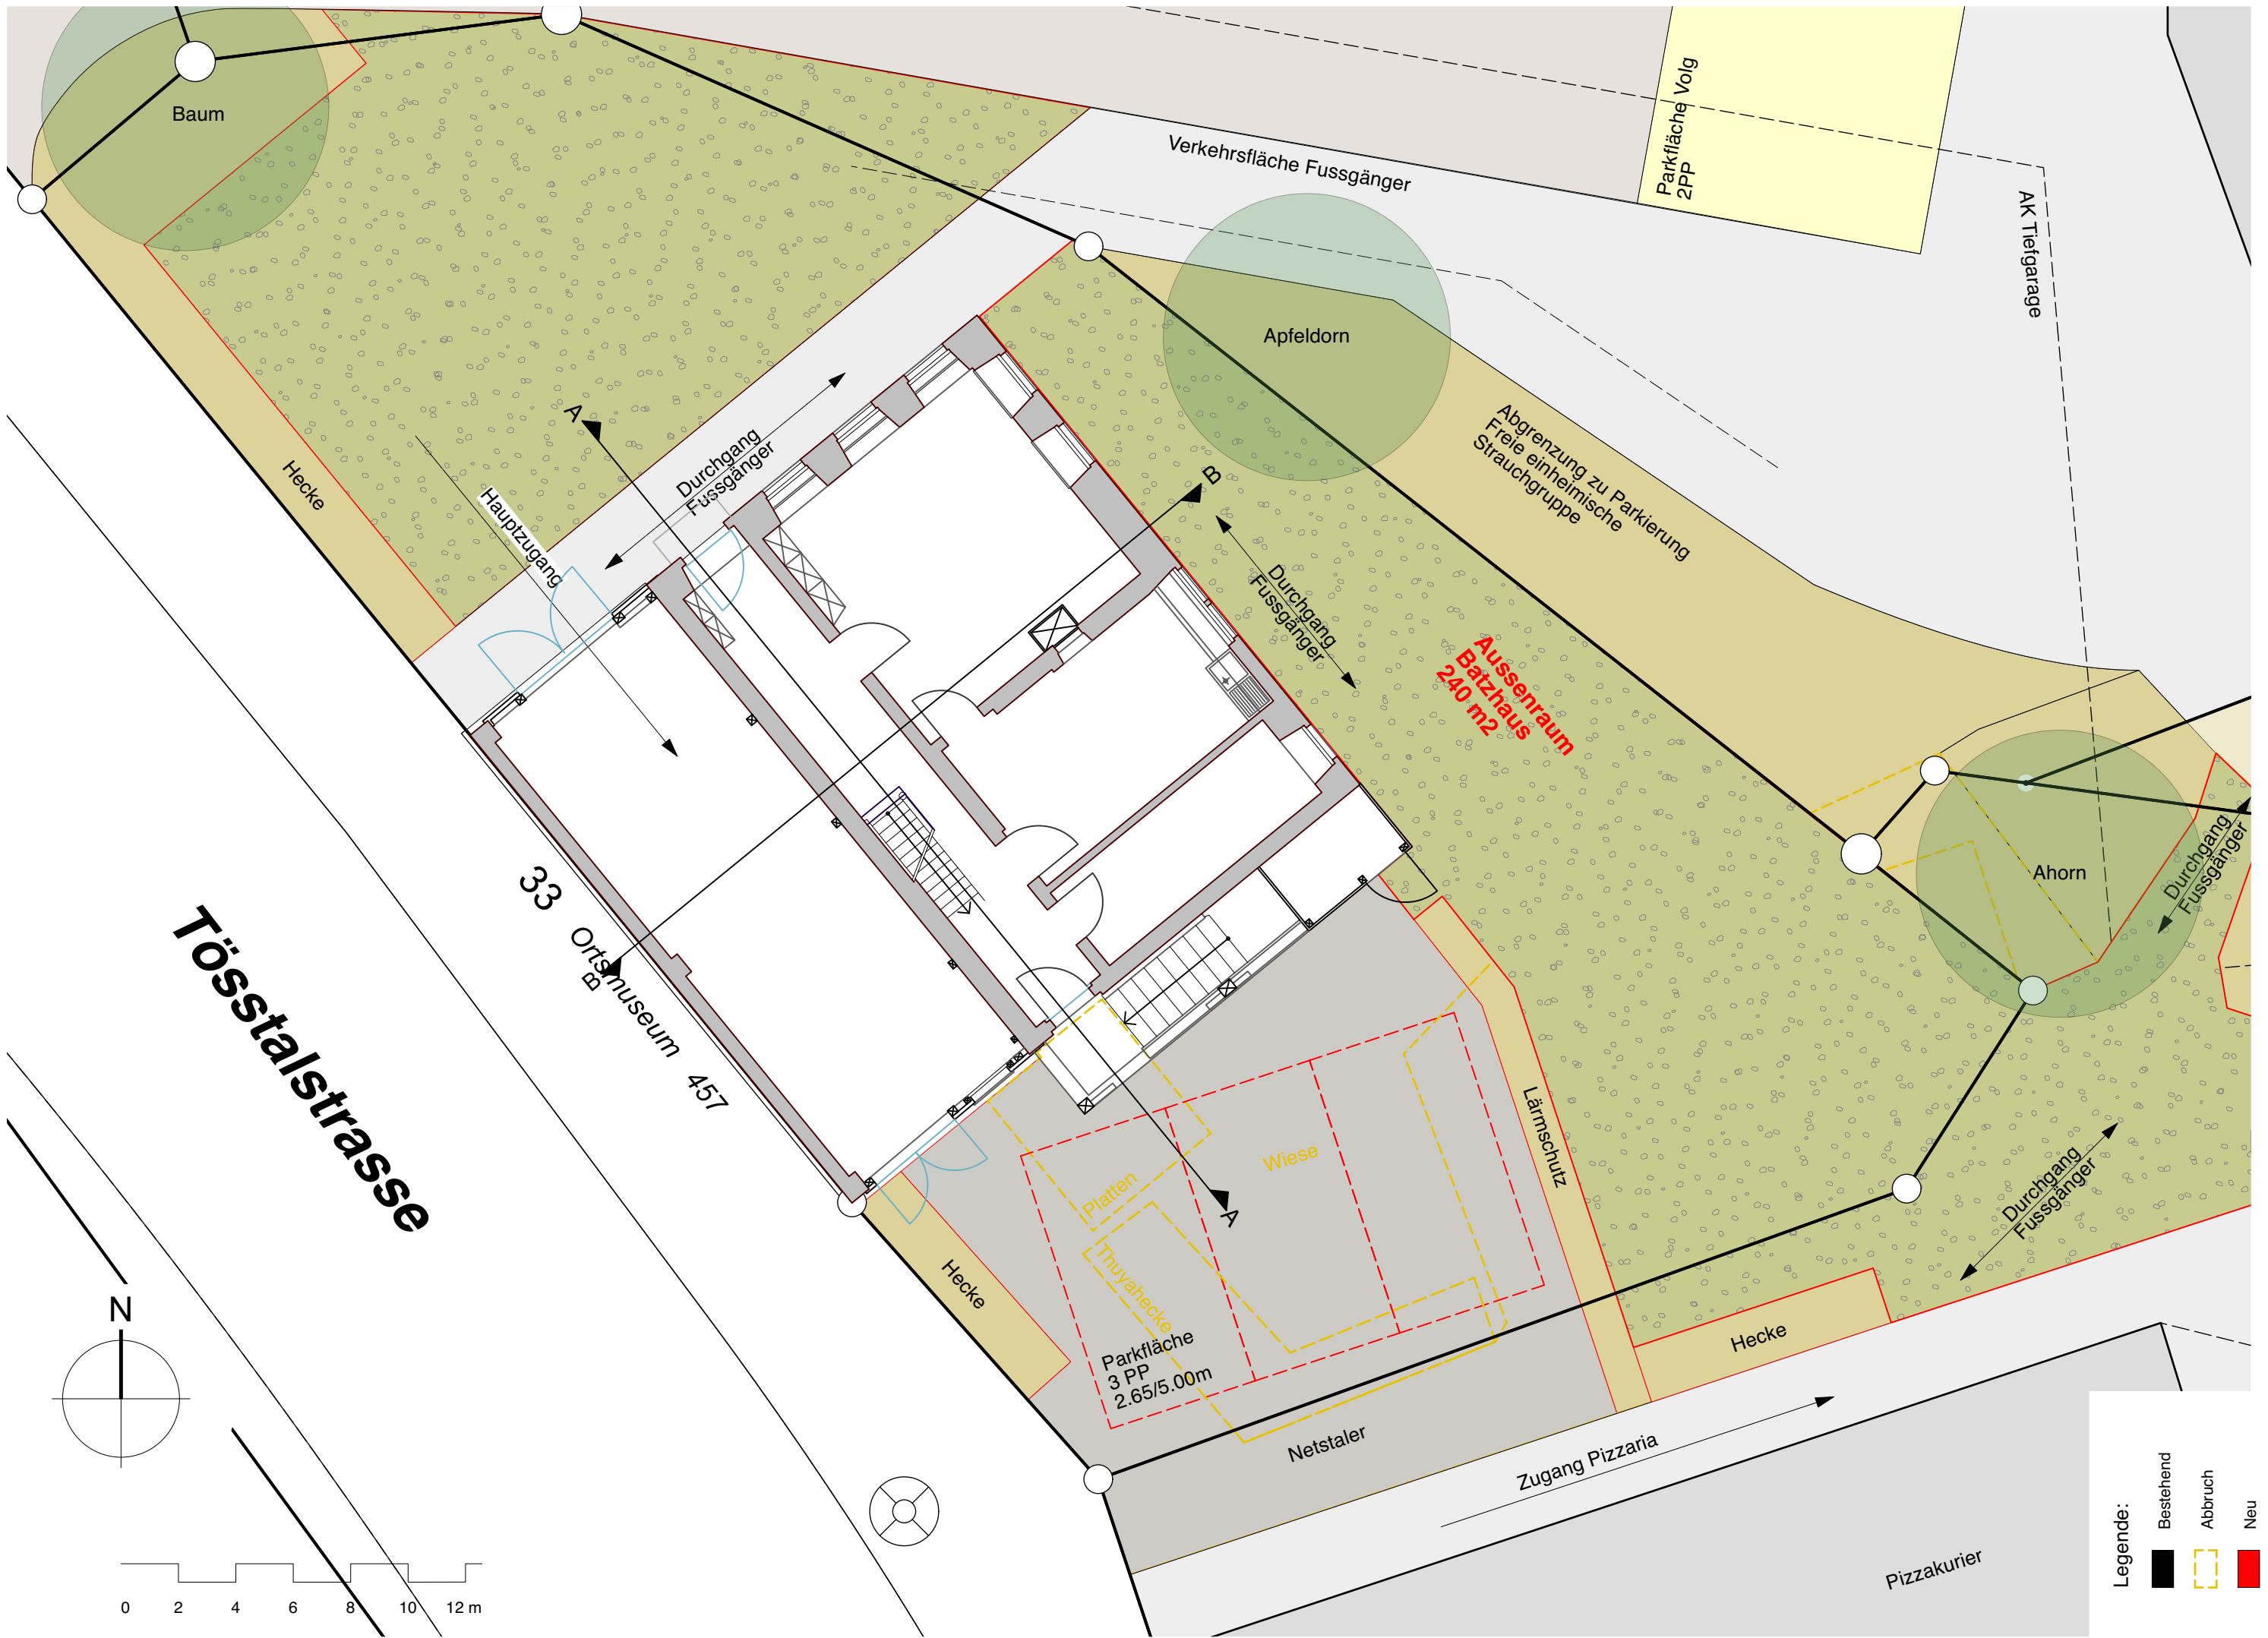 Baum
Verkehrsfläche Fussgänger
Parkfläche Volg
2PP
AK Tiefgarage
Apfeldorn
Abgrenzung zu Parkierung
Freie einheimische
Strauchgruppe
A
Durchgang
Fussgänger
Hauptzugang
Hecke
B
Durchgang
Fussgänger
Aussenraum
Batzhaus
240 m2
Ahorn
Durchgang
Fussgänger
33
Ortsmuseum
457
B
Tösstalstrasse
Lärmschutz
Wiese
Platten
A
Thuyahecke
Hecke
Durchgang
Fussgänger
Parkfläche
3 PP
2.65/5.00m
Hecke
Netstaler
Zugang Pizzaria
Pizzakurier
N
0 2 4 6 8 10 12 m
Legende:
Bestehend
Abbruch
Neu